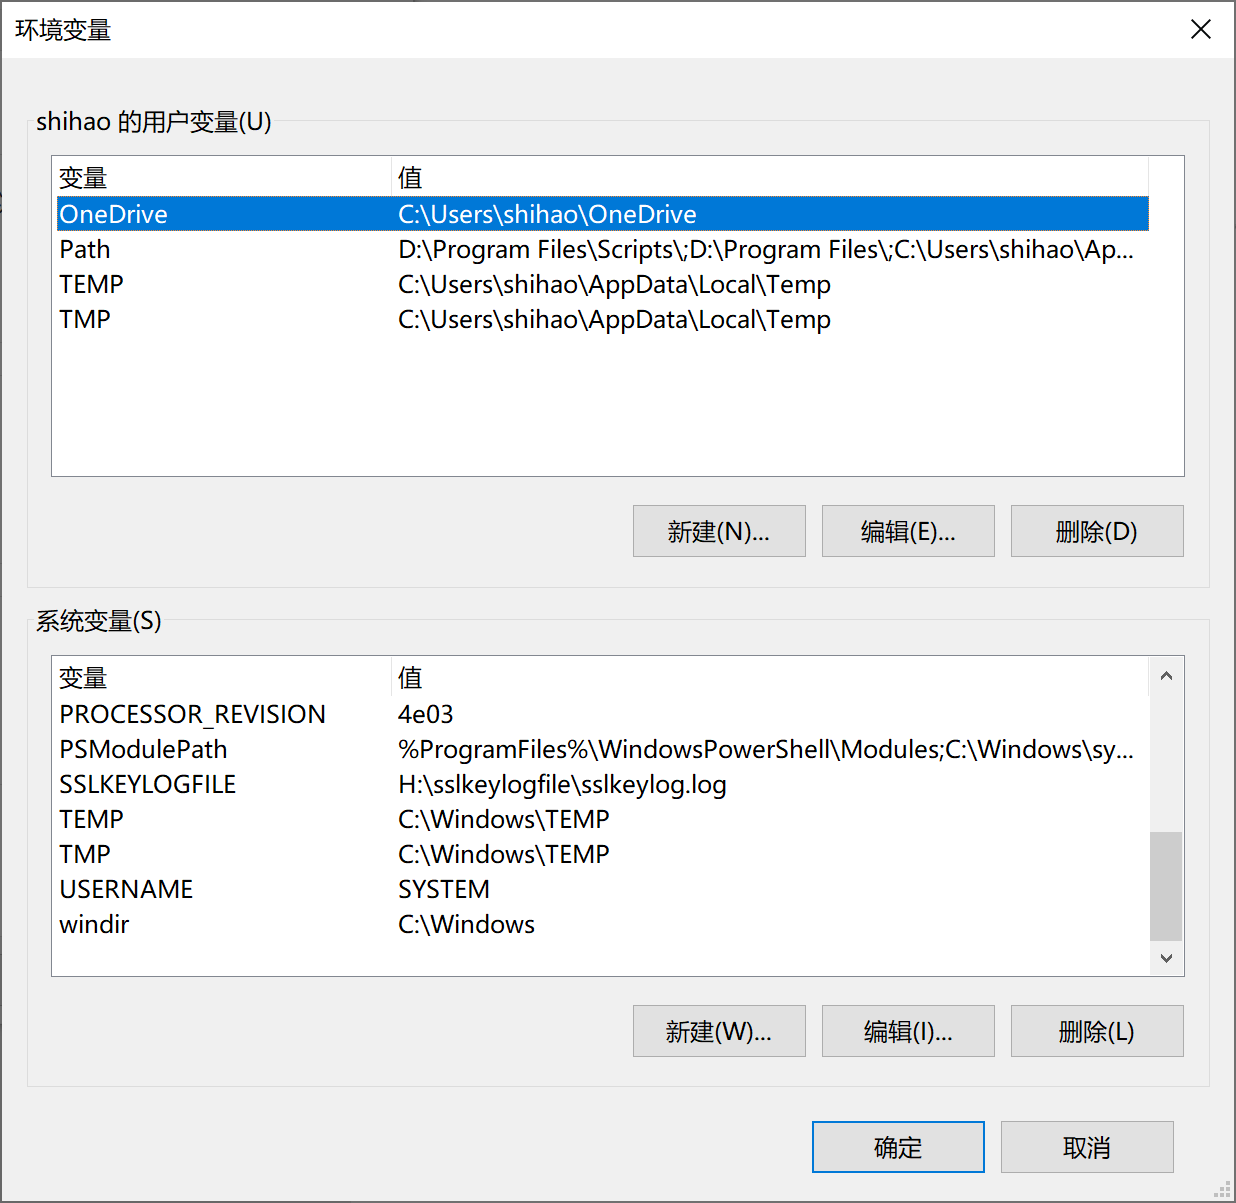 环境变量
shihao 的用户变量(U)
变量 值
OneDrive C:\Users\shihao\OneDrive
Path D:\Program Files\Scripts\;D:\Program Files\;C:\Users\shihao\Ap...
TEMP C:\Users\shihao\AppData\Local\Temp
TMP C:\Users\shihao\AppData\Local\Temp
新建(N)... 编辑(E)... 删除(D)
系统变量(S)
变量 值
PROCESSOR_REVISION 4e03
PSModulePath %ProgramFiles%\WindowsPowerShell\Modules;C:\Windows\sy...
SSLKEYLOGFILE H:\sslkeylogfile\sslkeylog.log
TEMP C:\Windows\TEMP
TMP C:\Windows\TEMP
USERNAME SYSTEM
windir C:\Windows
新建(W)... 编辑(I)... 删除(L)
确定 取消